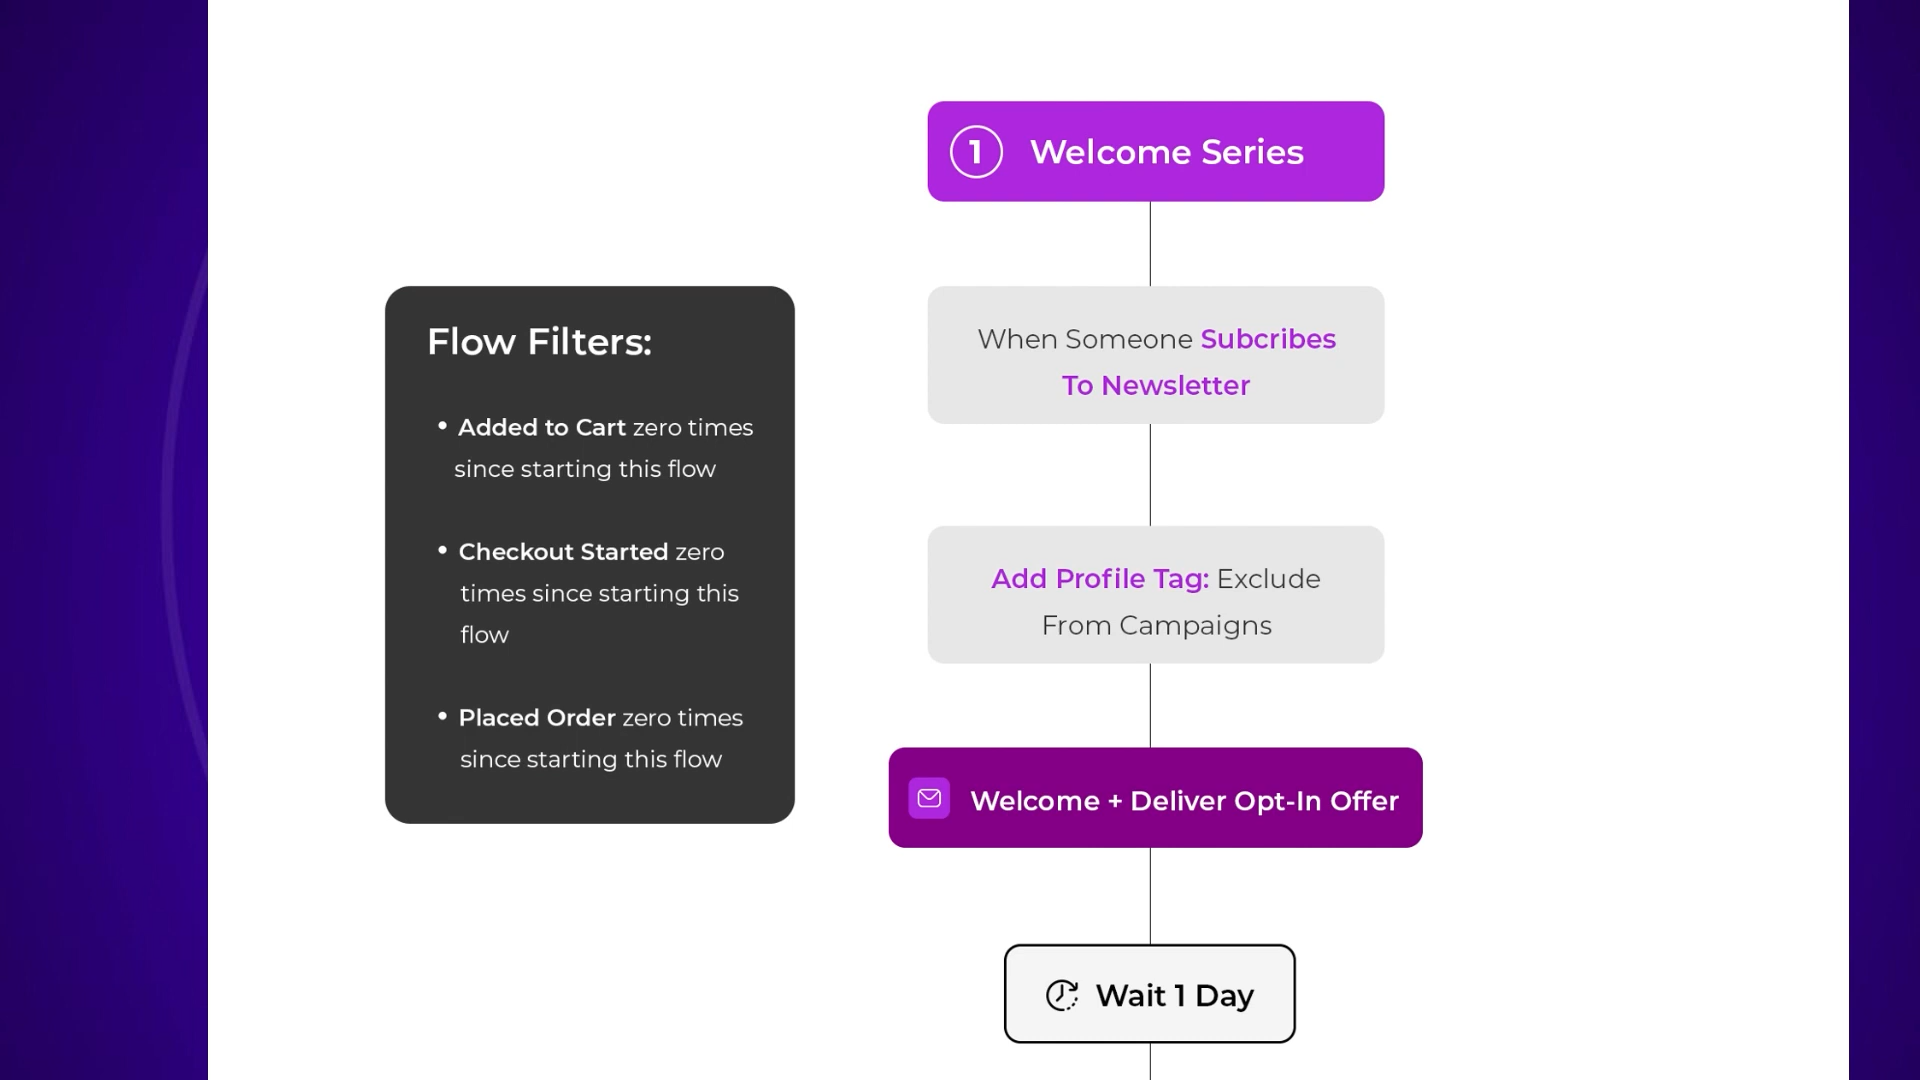 1 Welcome Series
Flow Filters:
• Added to Cart zero times
since starting this flow
• Checkout Started zero
times since starting this
flow
• Placed Order zero times
since starting this flow
When Someone Subcribes
To Newsletter
Add Profile Tag: Exclude
From Campaigns
Welcome + Deliver Opt-In Offer
Wait 1 Day